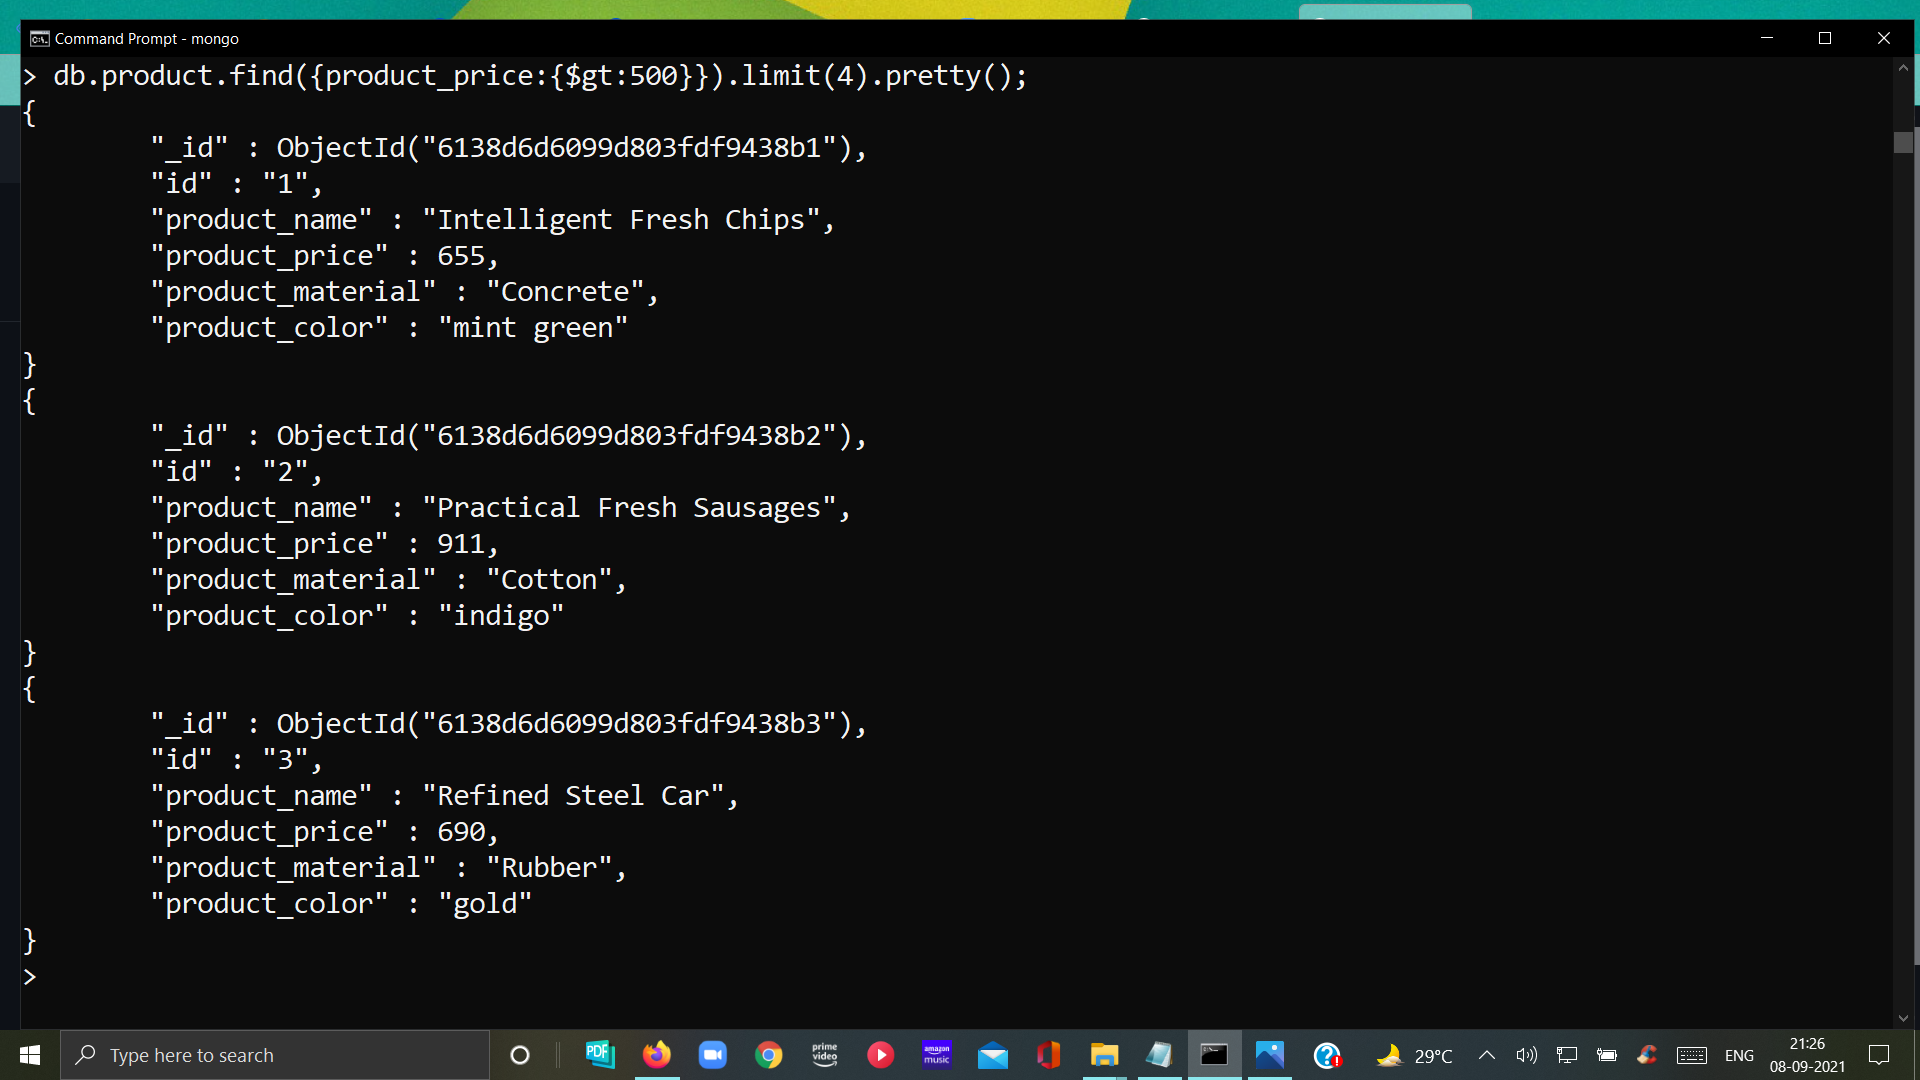 Command Prompt - mongo
> db.product.find({product_price:{$gt:500}}).limit(4).pretty();
{
"_id" : ObjectId("6138d6d6099d803fdf9438b1"),
"id" : "1",
"product_name" : "Intelligent Fresh Chips",
"product_price" : 655,
"product_material" : "Concrete",
"product_color" : "mint green"
}
{
"_id" : ObjectId("6138d6d6099d803fdf9438b2"),
"id" : "2",
"product_name" : "Practical Fresh Sausages",
"product_price" : 911,
"product_material" : "Cotton",
"product_color" : "indigo"
}
{
"_id" : ObjectId("6138d6d6099d803fdf9438b3"),
"id" : "3",
"product_name" : "Refined Steel Car",
"product_price" : 690,
"product_material" : "Rubber",
"product_color" : "gold"
}
>
Type here to search
PDF
prime video
amazon music
29°C
ENG
21:26
08-09-2021